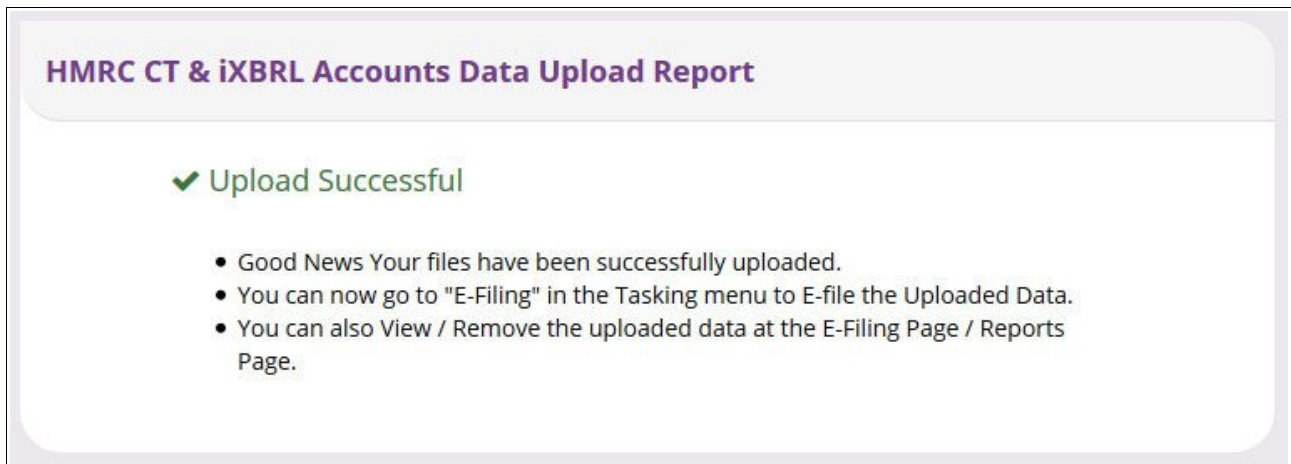 HMRC CT & iXBRL Accounts Data Upload Report
✔ Upload Successful
• Good News Your files have been successfully uploaded.
• You can now go to "E-Filing" in the Tasking menu to E-file the Uploaded Data.
• You can also View / Remove the uploaded data at the E-Filing Page / Reports
Page.